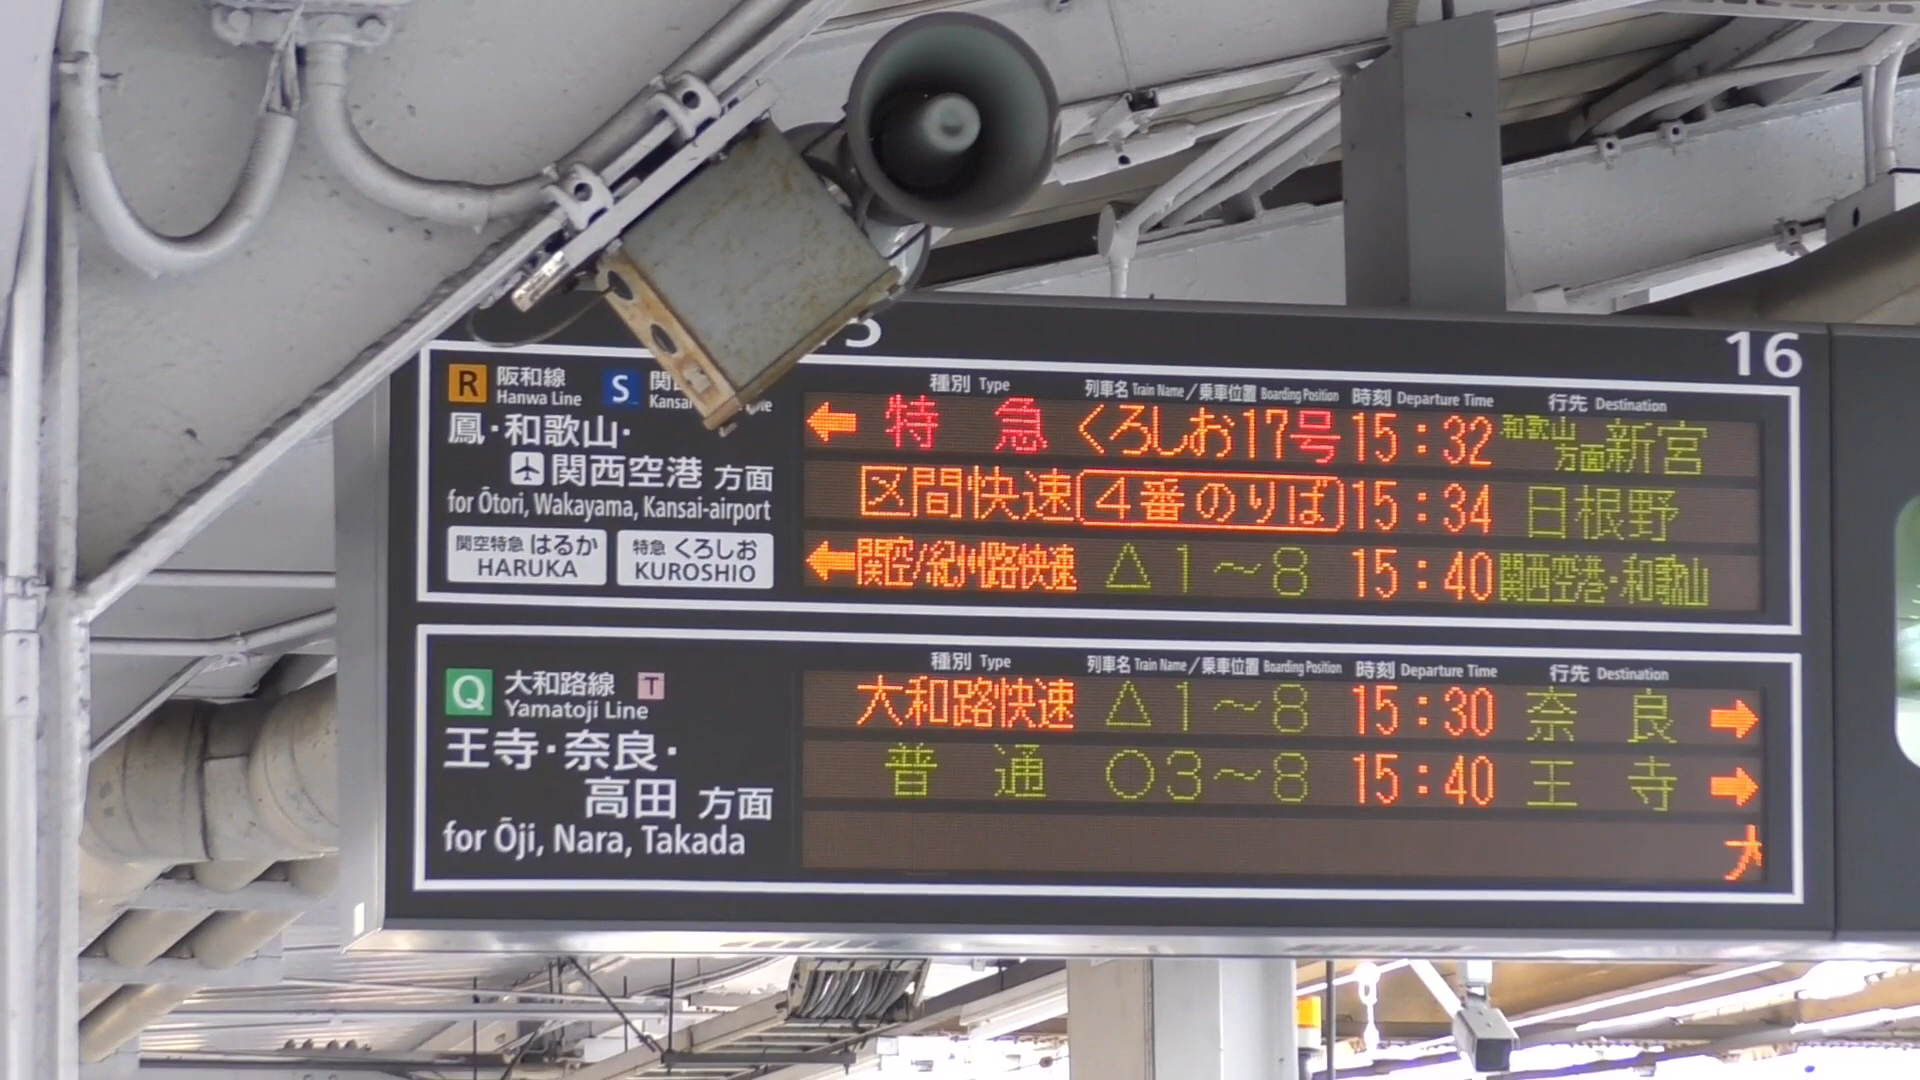 16
R 阪和線 Hanwa Line S
鳳・和歌山・
関西空港 方面
for Ōtori, Wakayama, Kansai-airport
関空特急 はるか HARUKA
特急 くろしお KUROSHIO
種別 Type 列車名 Train Name／乗車位置 Boarding Position 時刻 Departure Time 行先 Destination
← 特急 くろしお17号 15:32 和歌山方面 新宮
区間快速 4番のりば 15:34 日根野
← 関空/紀州路快速 △1～8 15:40 関西空港・和歌山
Q 大和路線 Yamatoji Line T
王寺・奈良・
高田 方面
for Ōji, Nara, Takada
種別 Type 列車名 Train Name／乗車位置 Boarding Position 時刻 Departure Time 行先 Destination
大和路快速 △1～8 15:30 奈良 →
普通 ○3～8 15:40 王寺 →